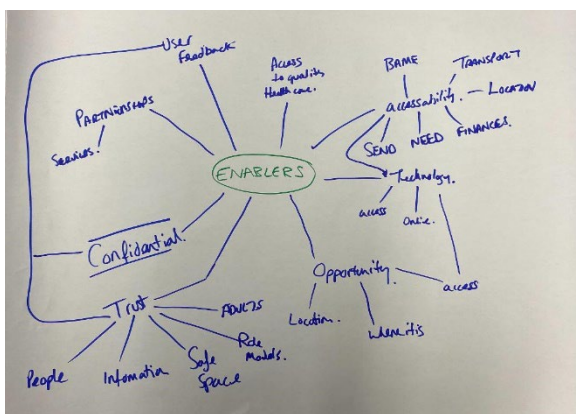 User
Feedback
Access
to quality
Healthcare.
BAME
TRANSPORT
accessability.
LOCATION
SEND
NEED
FINANCES.
PARTNERSHIPS
Services.
ENABLERS
Technology.
access
Online.
Confidential.
Opportunity.
access
Location.
where it is
Trust
ADULTS
Role
Models.
Safe
Space
Information
People